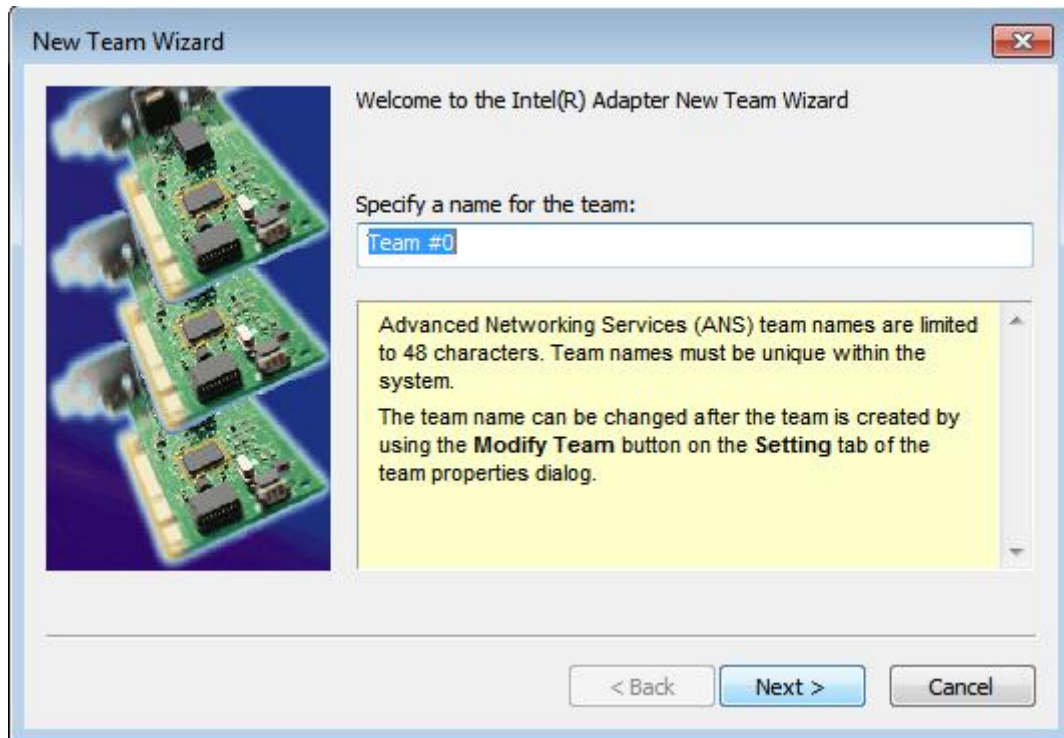 New Team Wizard
Welcome to the Intel(R) Adapter New Team Wizard
Specify a name for the team:
Team #0
Advanced Networking Services (ANS) team names are limited
to 48 characters. Team names must be unique within the
system.
The team name can be changed after the team is created by
using the Modify Team button on the Setting tab of the
team properties dialog.
< Back
Next >
Cancel